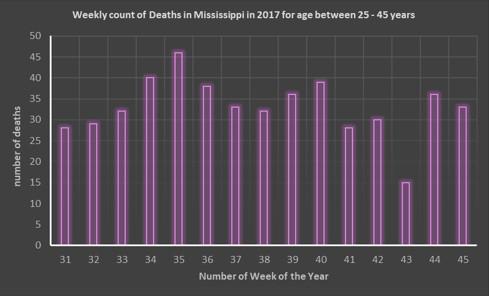 Weekly count of Deaths in Mississippi in 2017 for age between 25 - 45 years
50
45
40
35
30
25
20
15
10
5
0
number of deaths
31 32 33 34 35 36 37 38 39 40 41 42 43 44 45
Number of Week of the Year